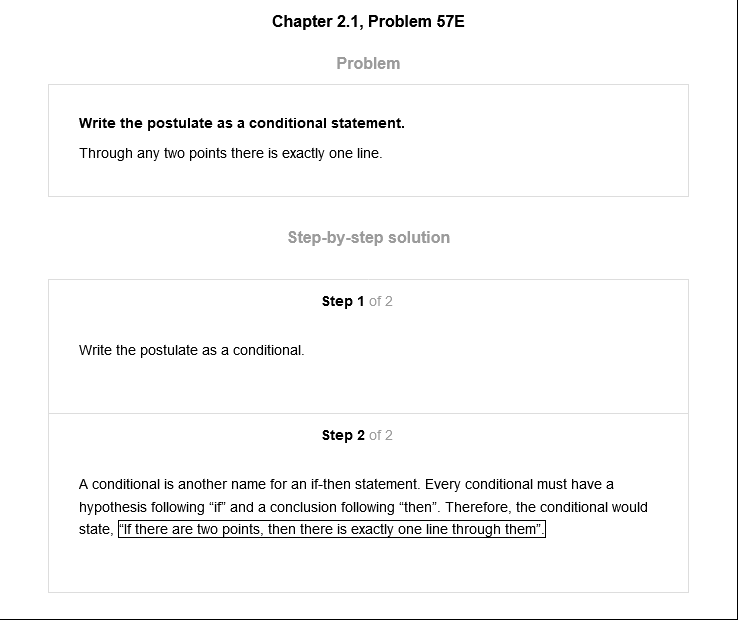 Chapter 2.1, Problem 57E
Problem
Write the postulate as a conditional statement.
Through any two points there is exactly one line.
Step-by-step solution
Step 1 of 2
Write the postulate as a conditional.
Step 2 of 2
A conditional is another name for an if-then statement. Every conditional must have a
hypothesis following “if” and a conclusion following “then”. Therefore, the conditional would
state, “If there are two points, then there is exactly one line through them”.